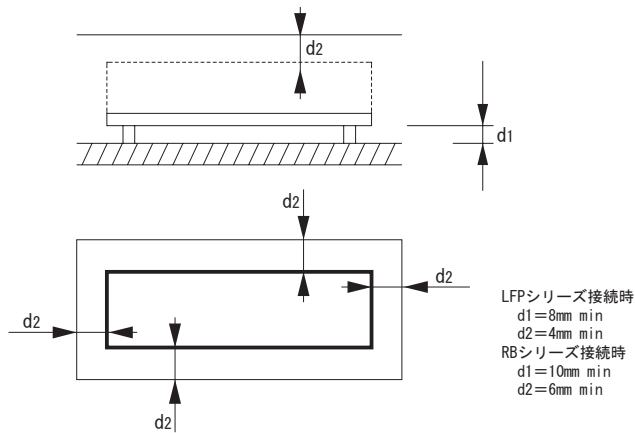 d2
d1
d2
d2
d2
d2
LFPシリーズ接続時
d1＝8mm min
d2＝4mm min
RBシリーズ接続時
d1＝10mm min
d2＝6mm min